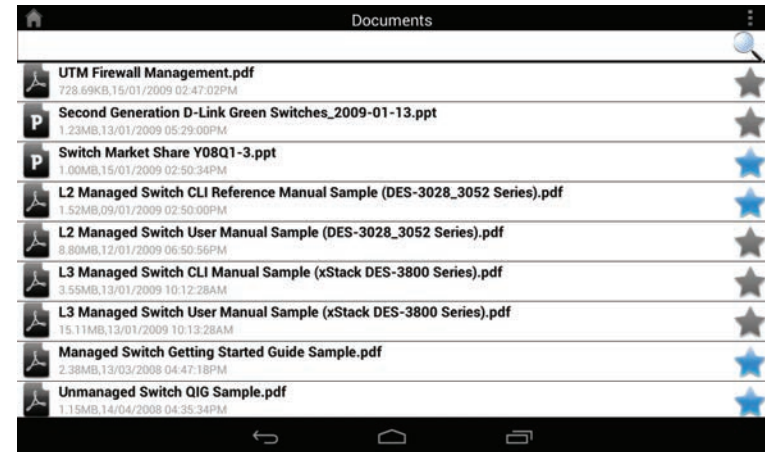 Documents
UTM Firewall Management.pdf
728.69KB,15/01/2009 02:47:02PM
P
Second Generation D-Link Green Switches_2009-01-13.ppt
1.23MB,13/01/2009 05:29:00PM
P
Switch Market Share Y08Q1-3.ppt
1.00MB,15/01/2009 02:50:34PM
L2 Managed Switch CLI Reference Manual Sample (DES-3028_3052 Series).pdf
1.52MB,09/01/2009 02:50:00PM
L2 Managed Switch User Manual Sample (DES-3028_3052 Series).pdf
8.80MB,12/01/2009 06:50:56PM
L3 Managed Switch CLI Manual Sample (xStack DES-3800 Series).pdf
3.55MB,13/01/2009 10:12:28AM
L3 Managed Switch User Manual Sample (xStack DES-3800 Series).pdf
15.11MB,13/01/2009 10:13:28AM
Managed Switch Getting Started Guide Sample.pdf
2.38MB,13/03/2008 04:47:18PM
Unmanaged Switch QIG Sample.pdf
1.15MB,14/04/2008 04:35:34PM